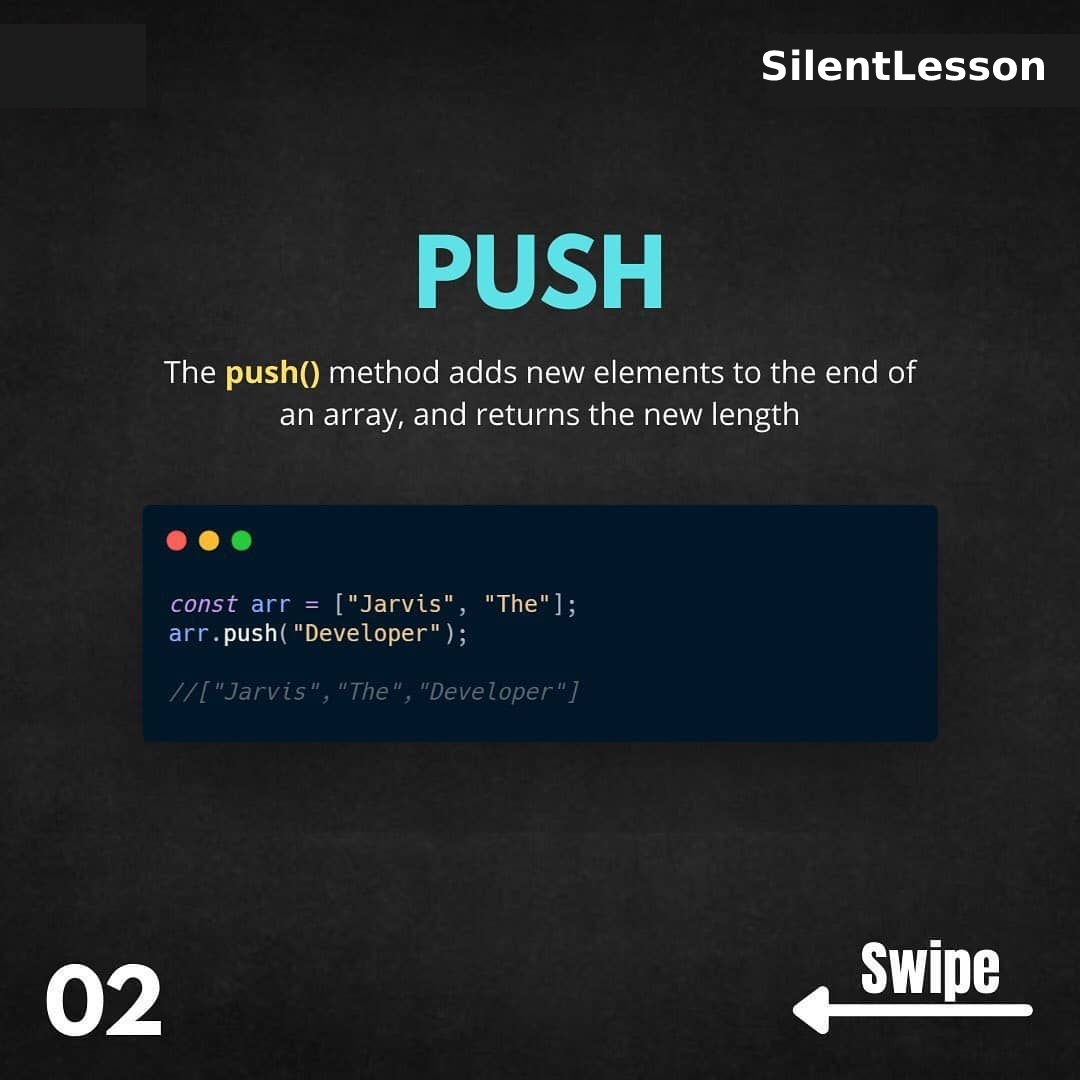 SilentLesson
PUSH
The push() method adds new elements to the end of
an array, and returns the new length
const arr = ["Jarvis", "The"];
arr.push("Developer");
//["Jarvis","The","Developer"]
Swipe
02